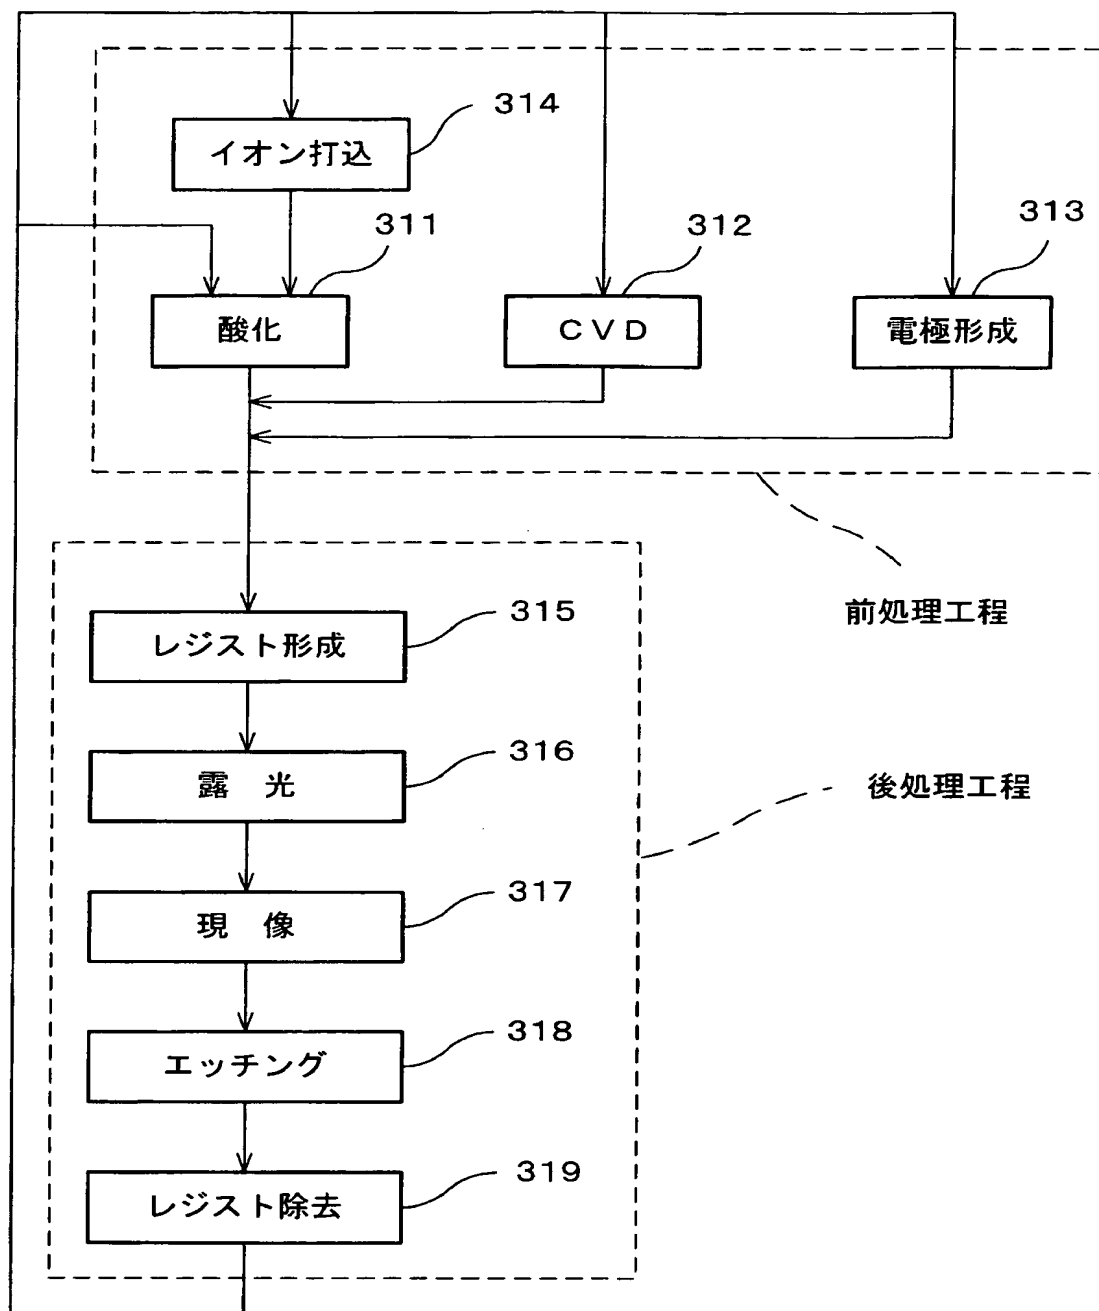 314
イオン打込
311
312
313
酸化
CVD
電極形成
前処理工程
315
レジスト形成
316
露 光
後処理工程
317
現 像
318
エッチング
319
レジスト除去